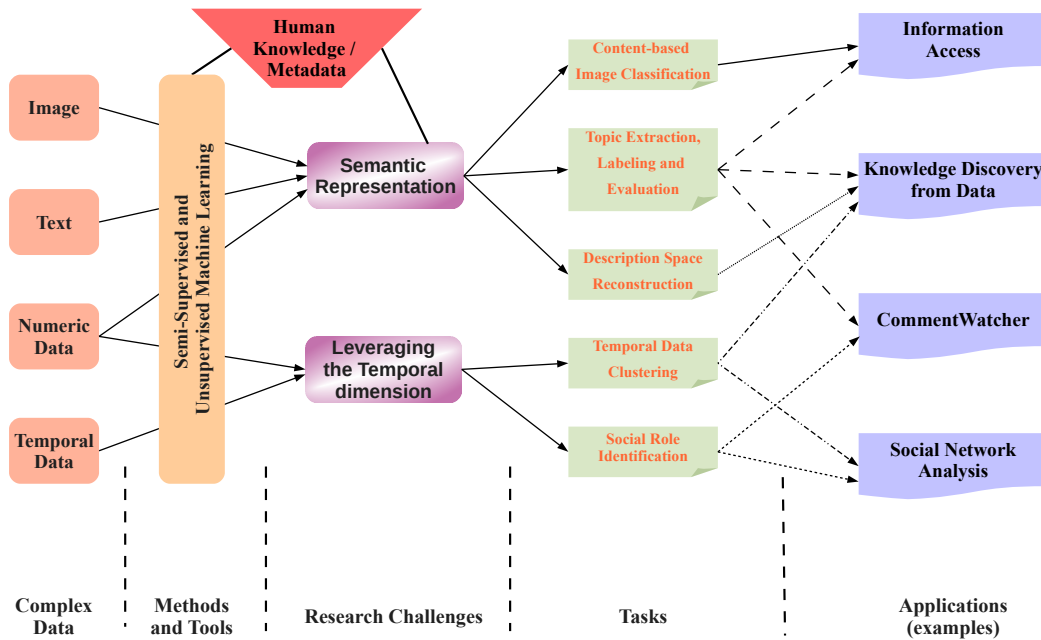 Human
Knowledge /
Metadata
Image
Text
Numeric
Data
Temporal
Data
Semi-Supervised and
Unsupervised Machine Learning
Semantic
Representation
Leveraging
the Temporal
dimension
Content-based
Image Classification
Topic Extraction,
Labeling and
Evaluation
Description Space
Reconstruction
Temporal Data
Clustering
Social Role
Identification
Information
Access
Knowledge Discovery
from Data
CommentWatcher
Social Network
Analysis
Complex
Data
Methods
and Tools
Research Challenges
Tasks
Applications
(examples)